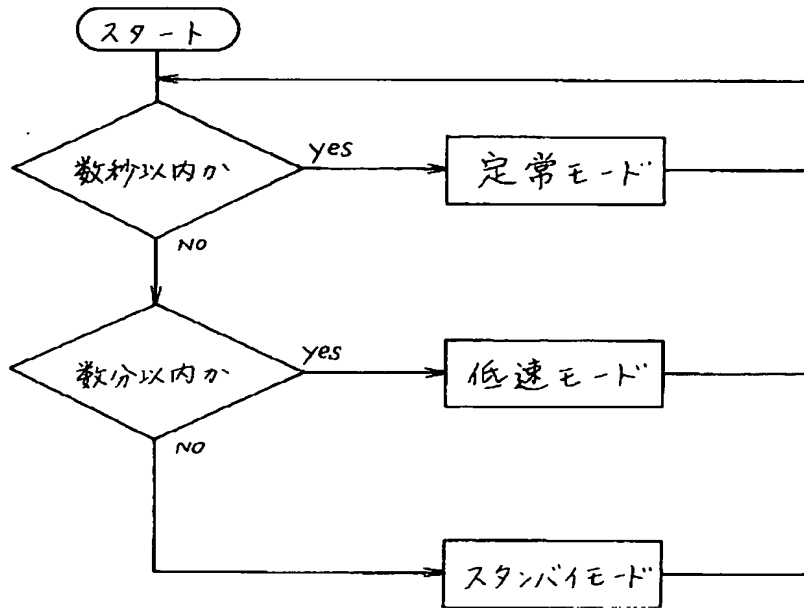 スタート
数秒以内か
yes
定常モード
NO
数分以内か
yes
低速モード
NO
スタンバイモード